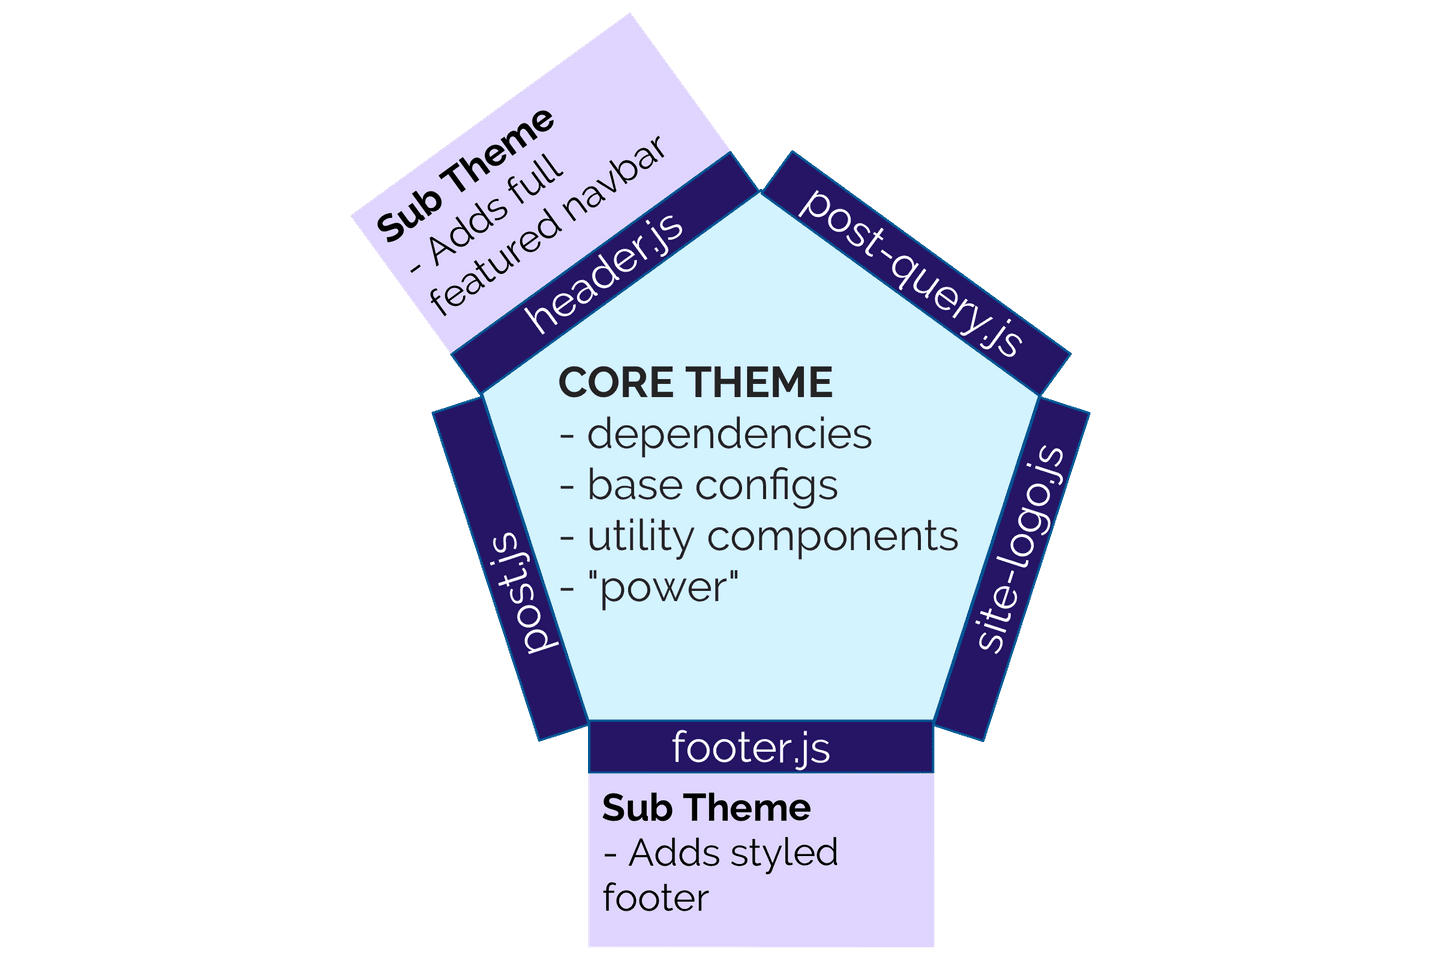 Sub Theme
- Adds full
featured navbar
header.js
post-query.js
CORE THEME
- dependencies
- base configs
- utility components
- "power"
post.js
site-logo.js
footer.js
Sub Theme
- Adds styled
footer